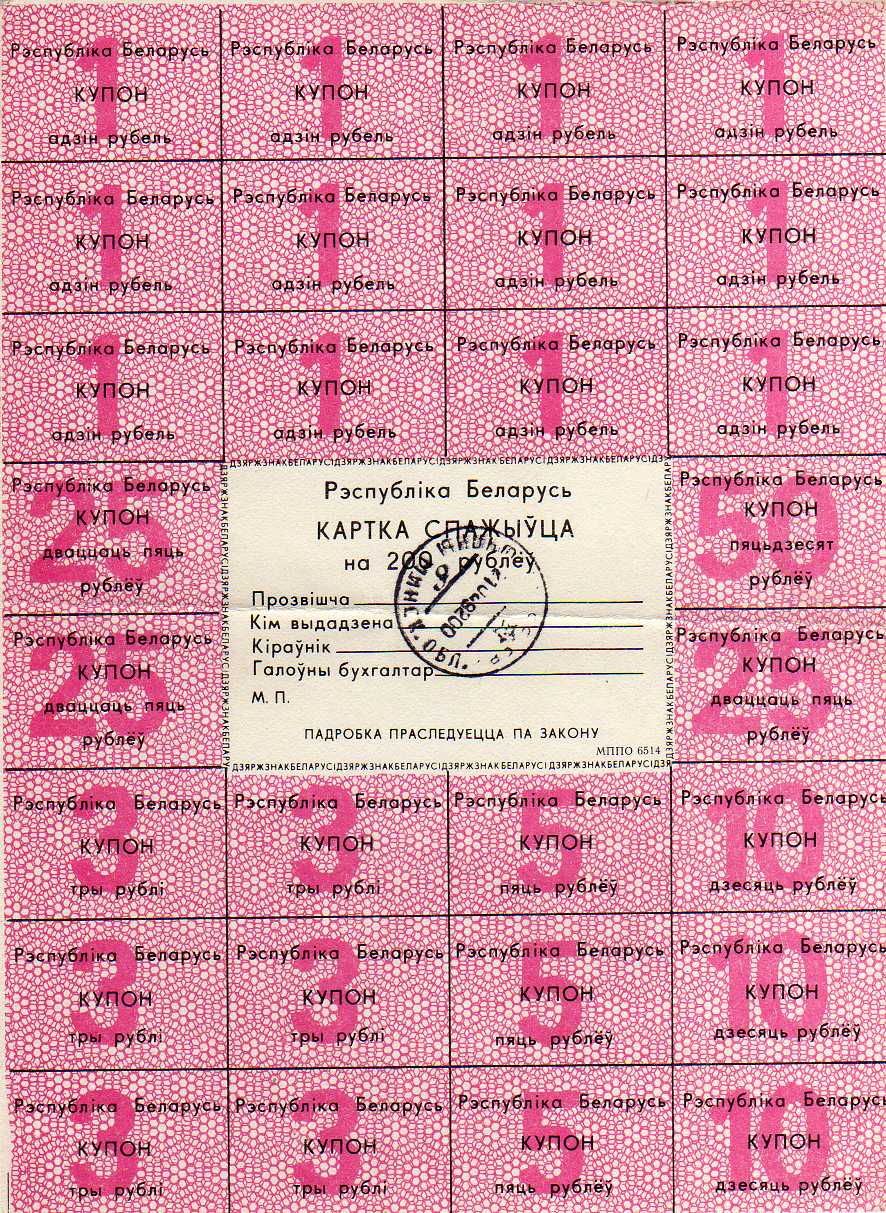 Рэспубліка Беларусь
1
КУПОН
адзін рубель
Рэспубліка Беларусь
1
КУПОН
адзін рубель
Рэспубліка Беларусь
1
КУПОН
адзін рубель
Рэспубліка Беларусь
1
КУПОН
адзін рубель
Рэспубліка Беларусь
1
КУПОН
адзін рубель
Рэспубліка Беларусь
1
КУПОН
адзін рубель
Рэспубліка Беларусь
1
КУПОН
адзін рубель
Рэспубліка Беларусь
1
КУПОН
адзін рубель
Рэспубліка Беларусь
1
КУПОН
адзін рубель
Рэспубліка Беларусь
1
КУПОН
адзін рубель
Рэспубліка Беларусь
1
КУПОН
адзін рубель
Рэспубліка Беларусь
1
КУПОН
адзін рубель
Рэспубліка Беларусь
25
КУПОН
дваццаць пяць
рублёў
ДЗЯРЖЗНАКБЕЛАРУСІДЗЯРЖЗНАКБЕЛАРУСІДЗЯРЖЗНАКБЕЛАРУСІДЗЯРЖЗНАКБЕЛАРУСІДЗЯ
Рэспубліка Беларусь
КАРТКА СПАЖЫЎЦА
на 200 рублёў
Прозвішча
Кім выдадзена
Кіраўнік
Галоўны бухгалтар
М. П.
ПАДРОБКА ПРАСЛЕДУЕЦЦА ПА ЗАКОНУ
МППО 6514
ДЗЯРЖЗНАКБЕЛАРУСІДЗЯРЖЗНАКБЕЛАРУСІДЗЯРЖЗНАКБЕЛАРУСІДЗЯРЖЗНАКБЕЛАРУСІДЗЯ
Рэспубліка Беларусь
50
КУПОН
пяцьдзесят
рублёў
Рэспубліка Беларусь
25
КУПОН
дваццаць пяць
рублёў
Рэспубліка Беларусь
25
КУПОН
дваццаць пяць
рублёў
Рэспубліка Беларусь
3
КУПОН
тры рублі
Рэспубліка Беларусь
3
КУПОН
тры рублі
Рэспубліка Беларусь
5
КУПОН
пяць рублёў
Рэспубліка Беларусь
10
КУПОН
дзесяць рублёў
Рэспубліка Беларусь
3
КУПОН
тры рублі
Рэспубліка Беларусь
3
КУПОН
тры рублі
Рэспубліка Беларусь
5
КУПОН
пяць рублёў
Рэспубліка Беларусь
10
КУПОН
дзесяць рублёў
Рэспубліка Беларусь
3
КУПОН
тры рублі
Рэспубліка Беларусь
3
КУПОН
тры рублі
Рэспубліка Беларусь
5
КУПОН
пяць рублёў
Рэспубліка Беларусь
10
КУПОН
дзесяць рублёў